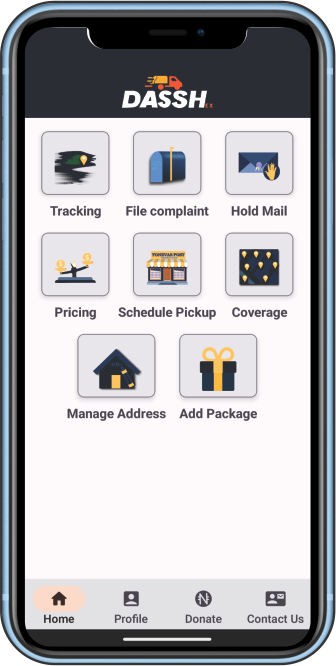 DASSH
Tracking
File complaint
Hold Mail
Pricing
Schedule Pickup
Coverage
Manage Address
Add Package
Home
Profile
Donate
Contact Us